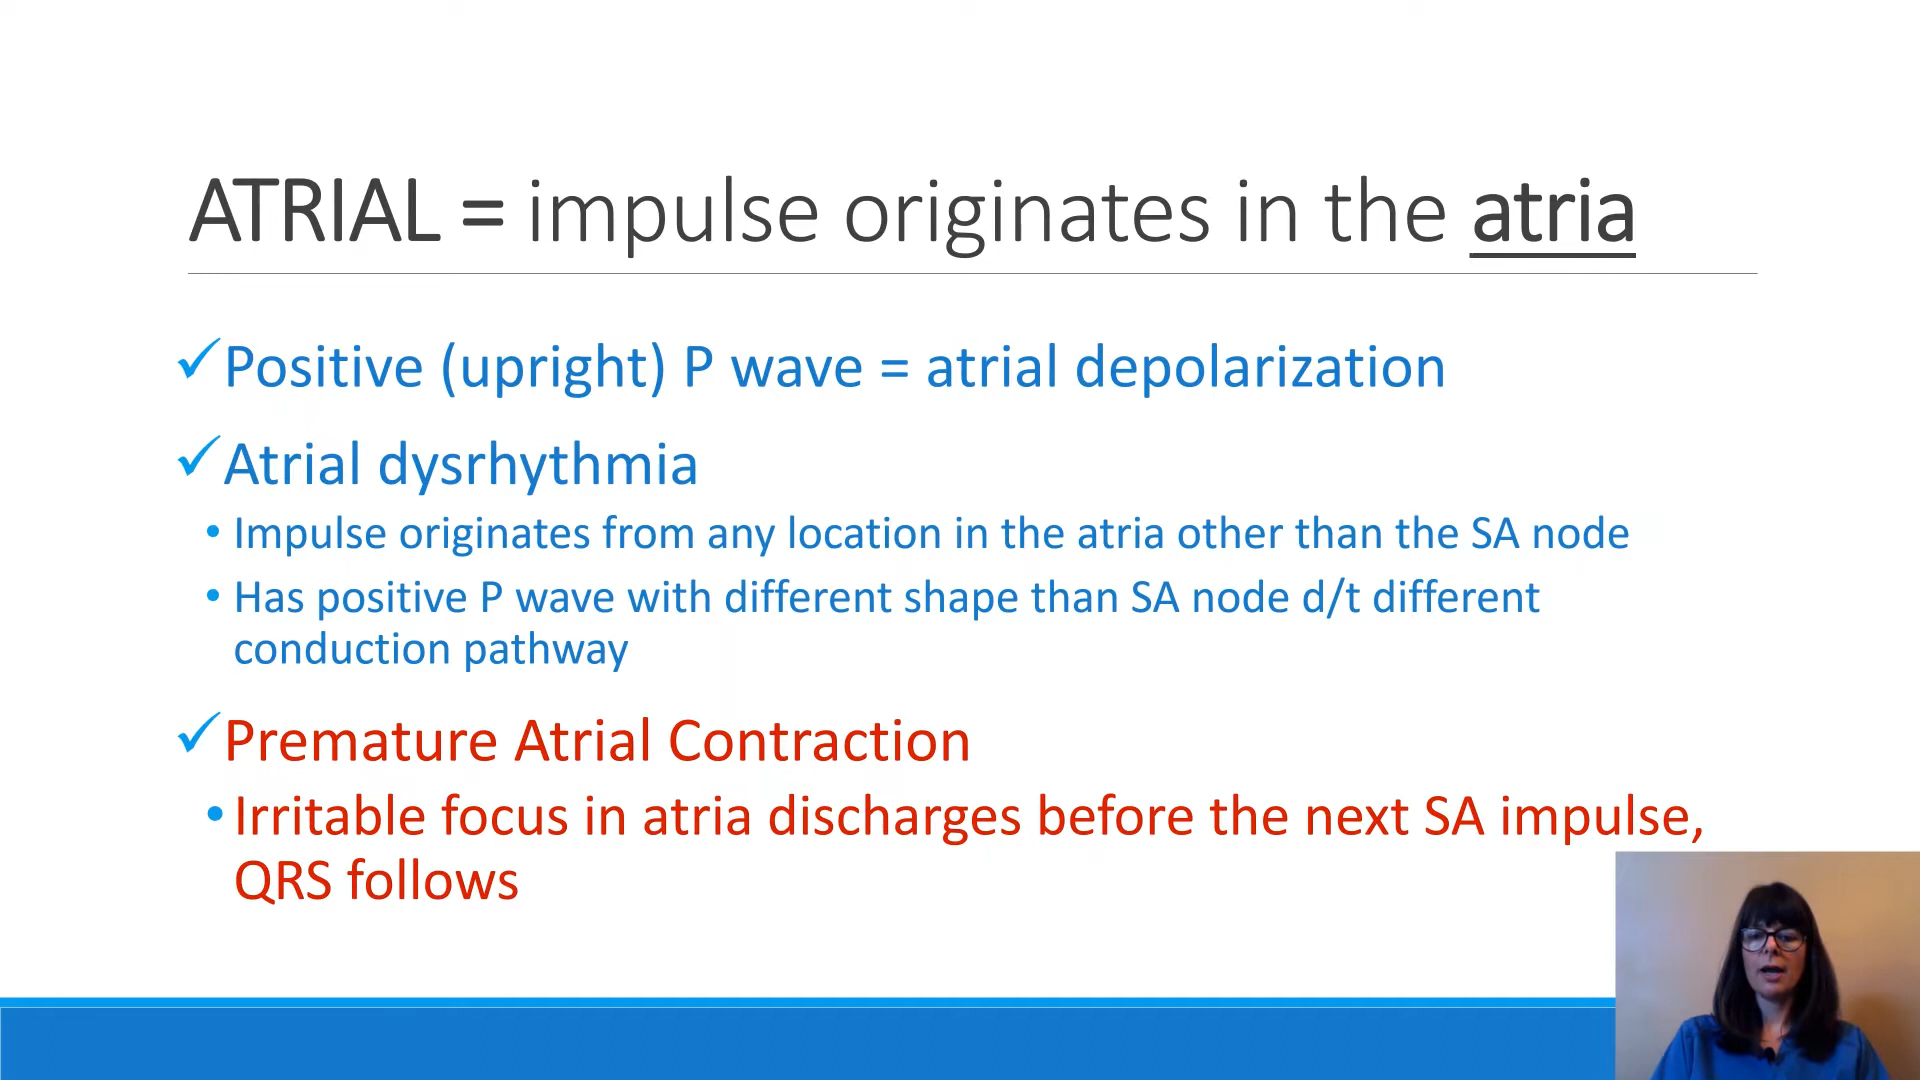 ATRIAL = impulse originates in the atria
✓Positive (upright) P wave = atrial depolarization
✓Atrial dysrhythmia
• Impulse originates from any location in the atria other than the SA node
• Has positive P wave with different shape than SA node d/t different
conduction pathway
✓Premature Atrial Contraction
• Irritable focus in atria discharges before the next SA impulse,
QRS follows